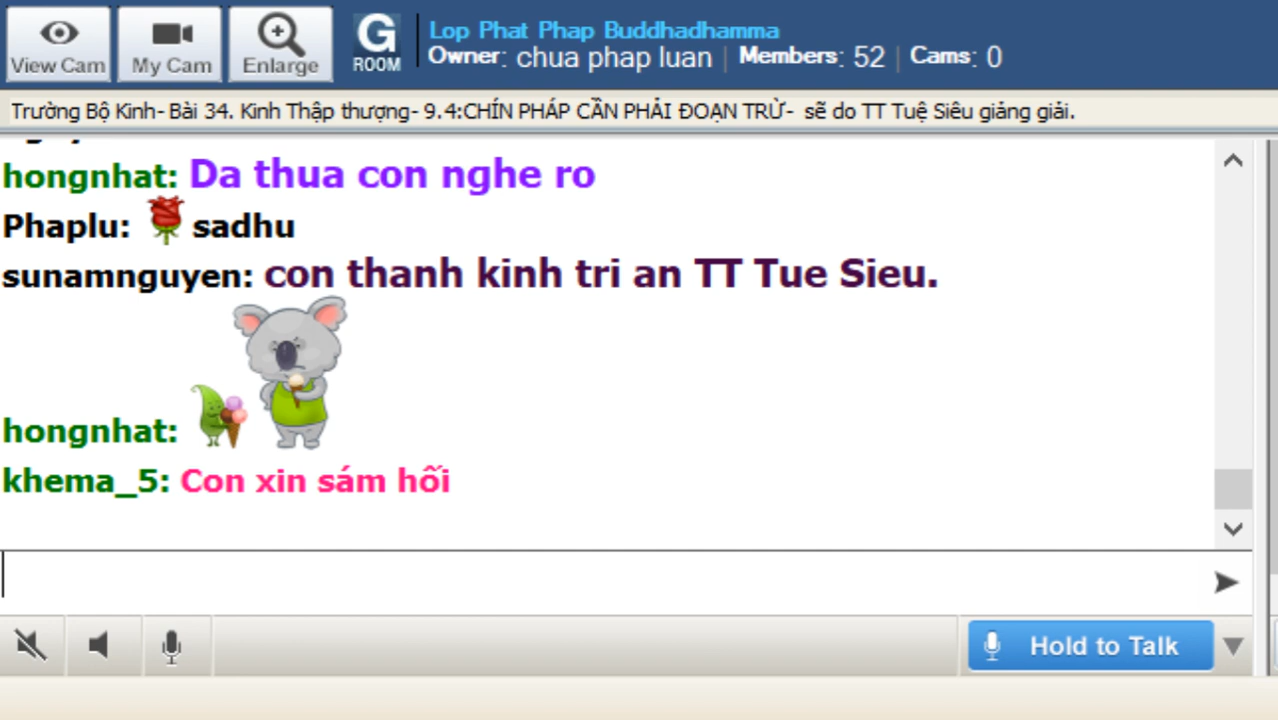 View Cam
My Cam
Enlarge
G
ROOM
Lop Phat Phap Buddhadhamma
Owner: chua phap luan | Members: 52 | Cams: 0
Trường Bộ Kinh- Bài 34. Kinh Thập thượng- 9.4:CHÍN PHÁP CẦN PHẢI ĐOẠN TRỪ- sẽ do TT Tuệ Siêu giảng giải.
hongnhat: Da thua con nghe ro
Phaplu: sadhu
sunamnguyen: con thanh kinh tri an TT Tue Sieu.
hongnhat:
khema_5: Con xin sám hối
Hold to Talk